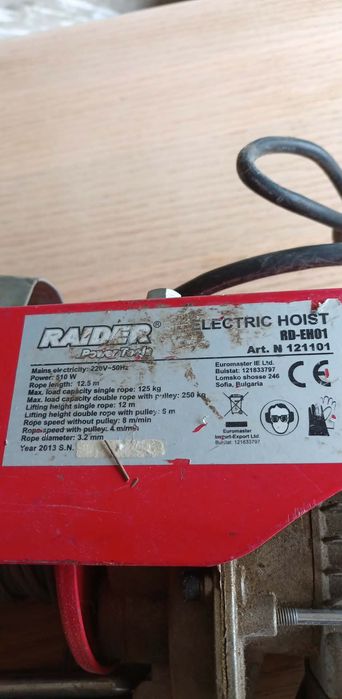 RAIDER®
Power Tools
ELECTRIC HOIST
RD-EH01
Art. N 121101
Mains electricity: 220V~50Hz
Power: 510 W
Rope length: 12.5 m
Max. load capacity single rope: 125 kg
Max. load capacity double rope with pulley: 250 kg
Lifting height single rope: 12 m
Lifting height double rope with pulley: 5 m
Rope speed without pulley: 8 m/min
Rope speed with pulley: 4 m/min
Rope diameter: 3.2 mm
Year 2013 S.N.
Euromaster IE Ltd.
Bulstat: 121833797
Lomsko shosse 246
Sofia, Bulgaria
CE
Euromaster
Import-Export Ltd.
Bulstat: 121833797